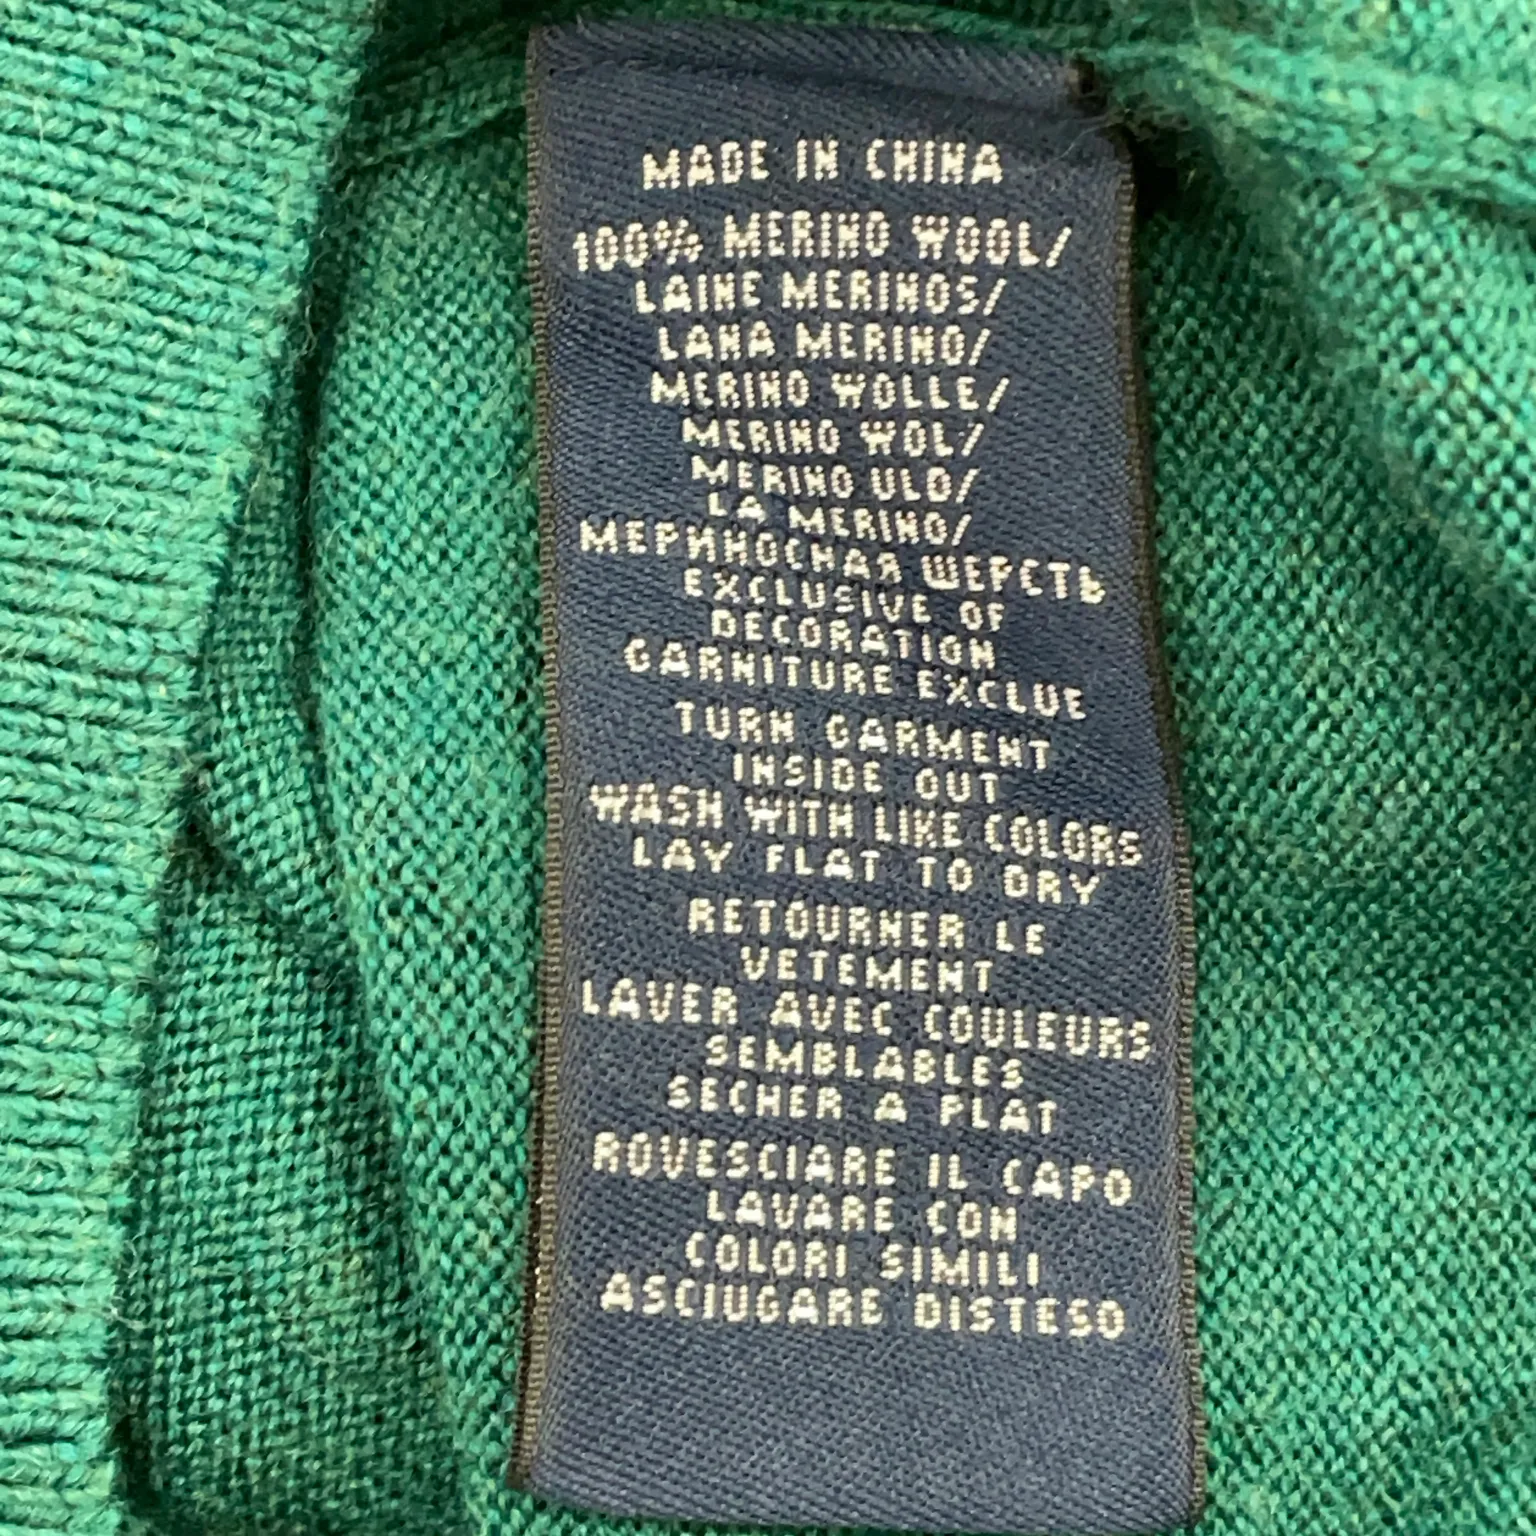 MADE IN CHINA
100% MERINO WOOL/
LAINE MERINOS/
LANA MERINO/
MERINO WOLLE/
MERINO WOL/
MERINO ULD/
LÃ MERINO/
МЕРИНОСНАЯ ШЕРСТЬ
EXCLUSIVE OF
DECORATION
GARNITURE EXCLUE
TURN GARMENT
INSIDE OUT
WASH WITH LIKE COLORS
LAY FLAT TO DRY
RETOURNER LE
VETEMENT
LAVER AVEC COULEURS
SEMBLABLES
SECHER A PLAT
ROVESCIARE IL CAPO
LAVARE CON
COLORI SIMILI
ASCIUGARE DISTESO